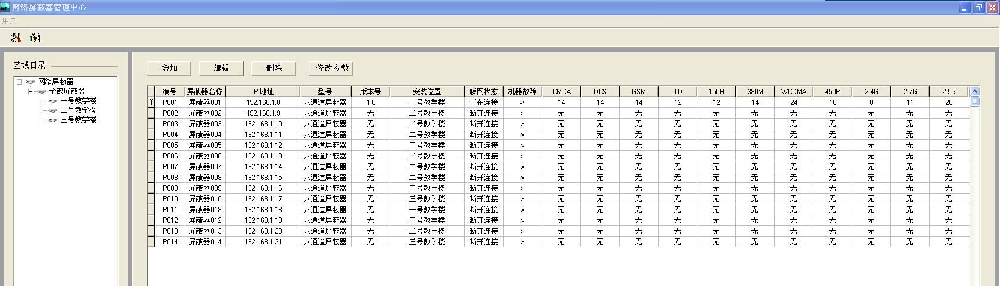 网络屏蔽器管理中心
用户
区域目录
网络屏蔽器
全部屏蔽器
一号教学楼
二号教学楼
三号教学楼
增加 编辑 删除 修改参数
编号 屏蔽器名称 IP地址 型号 版本号 安装位置 联网状态 机器故障 CMDA DCS GSM TD 150M 380M WCDMA 450M 2.4G 2.7G 2.5G
P001 屏蔽器001 192.168.1.8 八通道屏蔽器 1.0 一号教学楼 正在连接 √ 14 14 14 12 12 14 24 10 0 11 28
P002 屏蔽器002 192.168.1.9 八通道屏蔽器 无 二号教学楼 断开连接 × 无 无 无 无 无 无 无 无 无 无 无
P003 屏蔽器003 192.168.1.10 八通道屏蔽器 无 二号教学楼 断开连接 × 无 无 无 无 无 无 无 无 无 无 无
P004 屏蔽器004 192.168.1.11 八通道屏蔽器 无 二号教学楼 断开连接 × 无 无 无 无 无 无 无 无 无 无 无
P005 屏蔽器005 192.168.1.12 八通道屏蔽器 无 三号教学楼 断开连接 × 无 无 无 无 无 无 无 无 无 无 无
P006 屏蔽器006 192.168.1.13 八通道屏蔽器 无 二号教学楼 断开连接 × 无 无 无 无 无 无 无 无 无 无 无
P007 屏蔽器007 192.168.1.14 八通道屏蔽器 无 二号教学楼 断开连接 × 无 无 无 无 无 无 无 无 无 无 无
P008 屏蔽器008 192.168.1.15 八通道屏蔽器 无 二号教学楼 断开连接 × 无 无 无 无 无 无 无 无 无 无 无
P009 屏蔽器009 192.168.1.16 八通道屏蔽器 无 三号教学楼 断开连接 × 无 无 无 无 无 无 无 无 无 无 无
P010 屏蔽器010 192.168.1.17 八通道屏蔽器 无 三号教学楼 断开连接 × 无 无 无 无 无 无 无 无 无 无 无
P011 屏蔽器018 192.168.1.18 八通道屏蔽器 无 一号教学楼 断开连接 × 无 无 无 无 无 无 无 无 无 无 无
P012 屏蔽器012 192.168.1.19 八通道屏蔽器 无 三号教学楼 断开连接 × 无 无 无 无 无 无 无 无 无 无 无
P013 屏蔽器013 192.168.1.20 八通道屏蔽器 无 二号教学楼 断开连接 × 无 无 无 无 无 无 无 无 无 无 无
P014 屏蔽器014 192.168.1.21 八通道屏蔽器 无 三号教学楼 断开连接 × 无 无 无 无 无 无 无 无 无 无 无